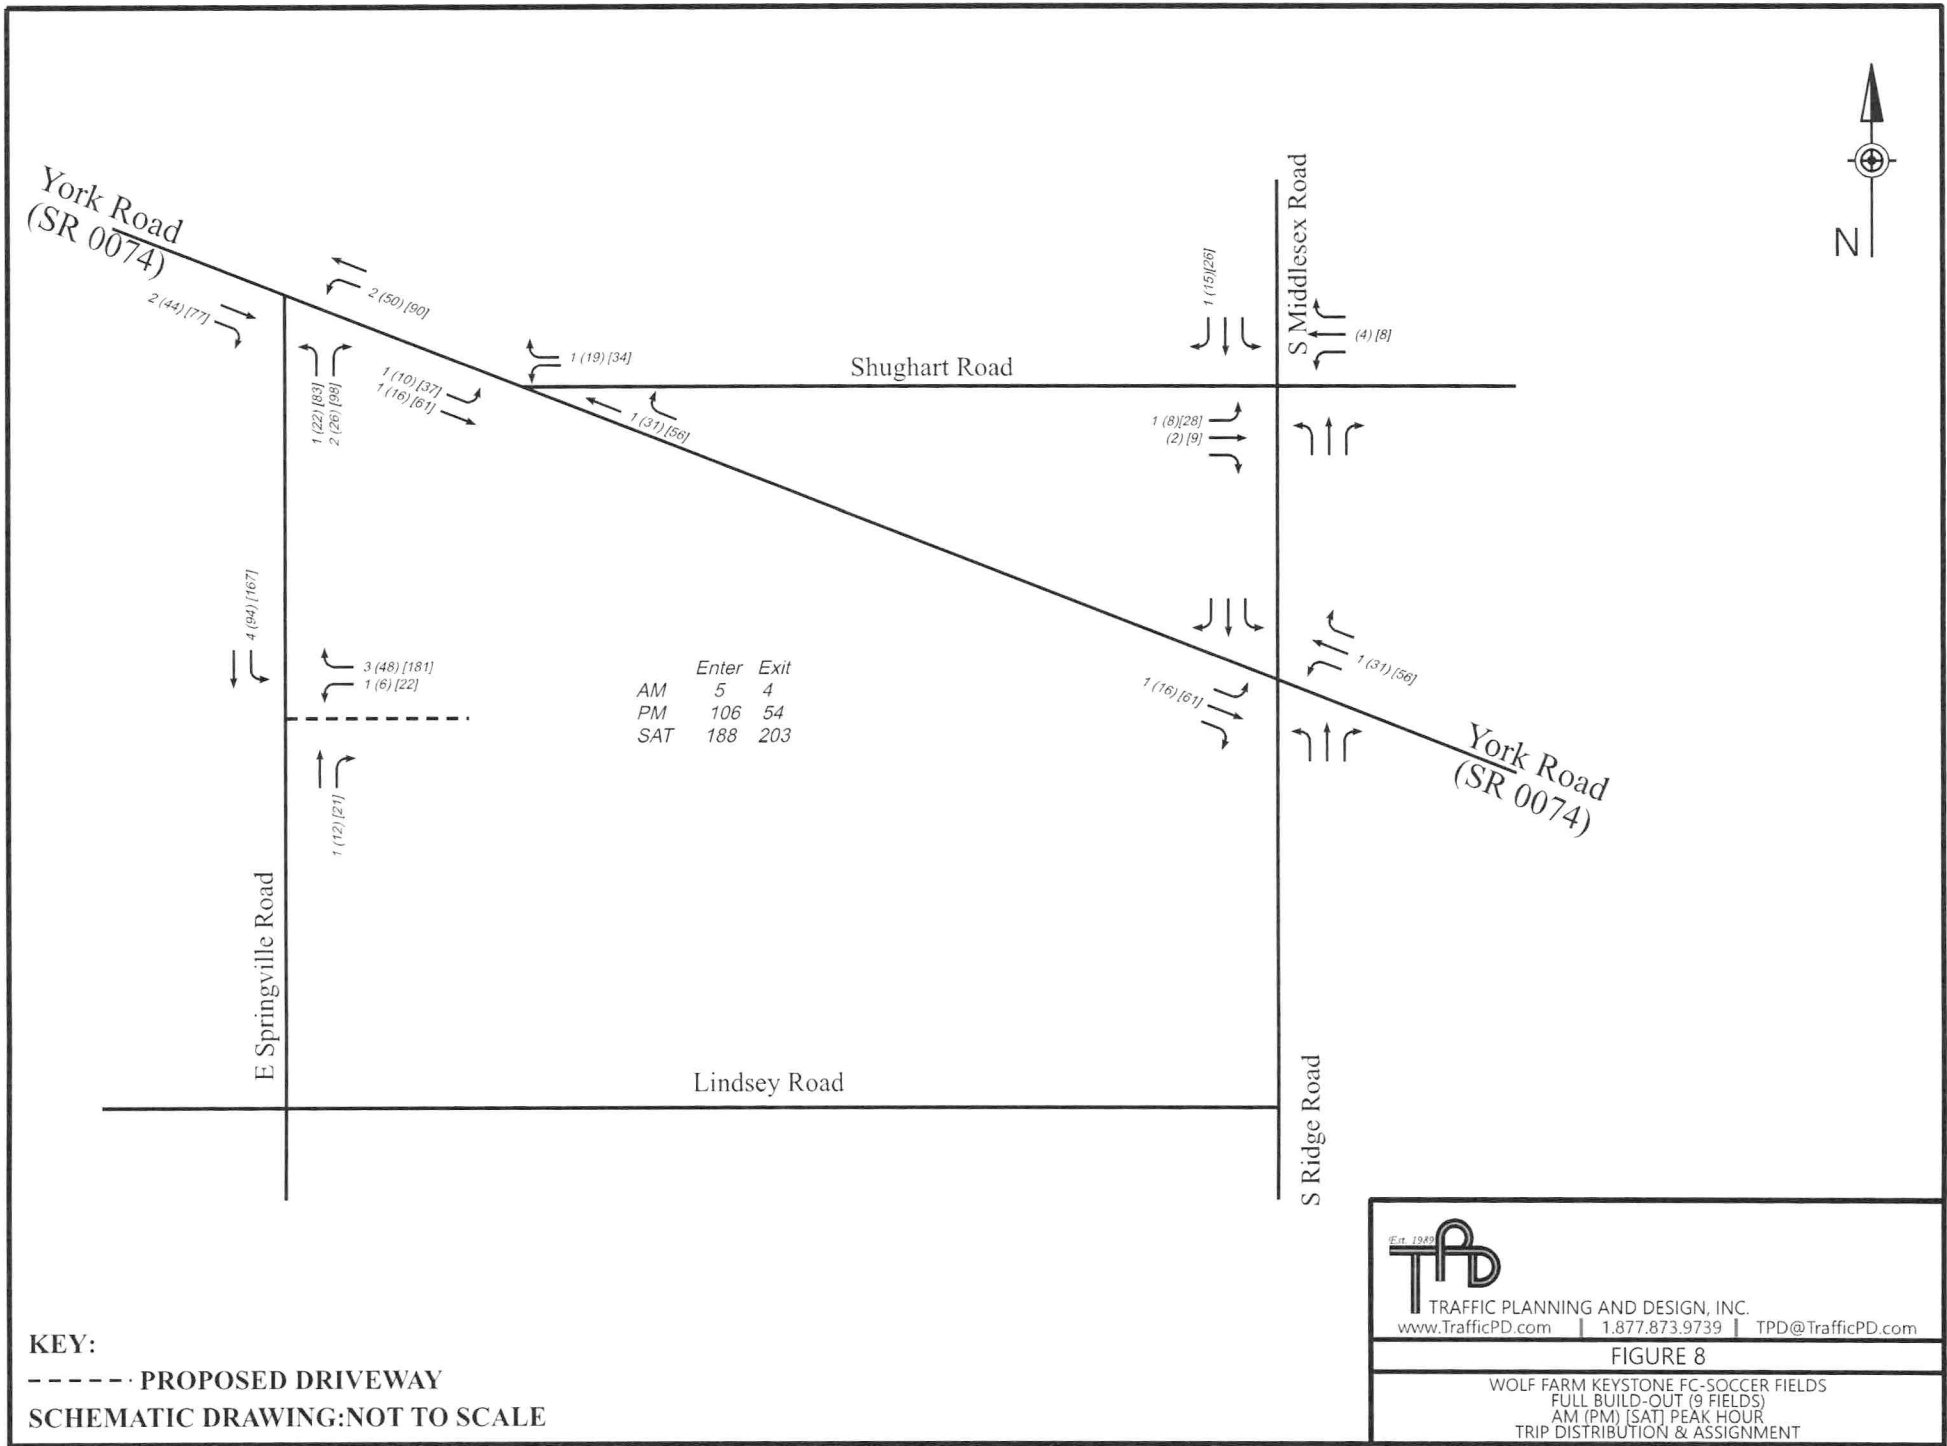 York Road
(SR 0074)
2 (44) [77]
2 (50) [90]
1 (22) [83]
2 (26) [98]
1 (10) [37]
1 (16) [61]
1 (19) [34]
1 (31) [56]
Shughart Road
S Middlesex Road
N
1 (15)[26]
(4) [8]
1 (8)[28]
(2) [9]
4 (94) [167]
3 (48) [181]
1 (6) [22]
1 (12) [21]
Enter Exit
AM 5 4
PM 106 54
SAT 188 203
1 (16) [61]
1 (31) [56]
York Road
(SR 0074)
E Springville Road
Lindsey Road
S Ridge Road
KEY:
PROPOSED DRIVEWAY
SCHEMATIC DRAWING:NOT TO SCALE
Est. 1989
TPD
TRAFFIC PLANNING AND DESIGN, INC.
www.TrafficPD.com | 1.877.873.9739 | TPD@TrafficPD.com
FIGURE 8
WOLF FARM KEYSTONE FC-SOCCER FIELDS
FULL BUILD-OUT (9 FIELDS)
AM (PM) [SAT] PEAK HOUR
TRIP DISTRIBUTION & ASSIGNMENT